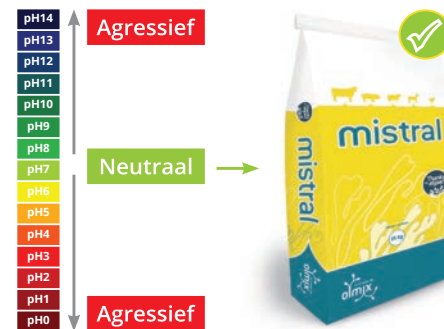 pH14
Agressief
pH13
pH12
pH11
pH10
pH9
pH8
pH7
Neutraal
pH6
pH5
pH4
pH3
pH2
pH1
Agressief
pH0
mistral
mistral
olmix
olmix